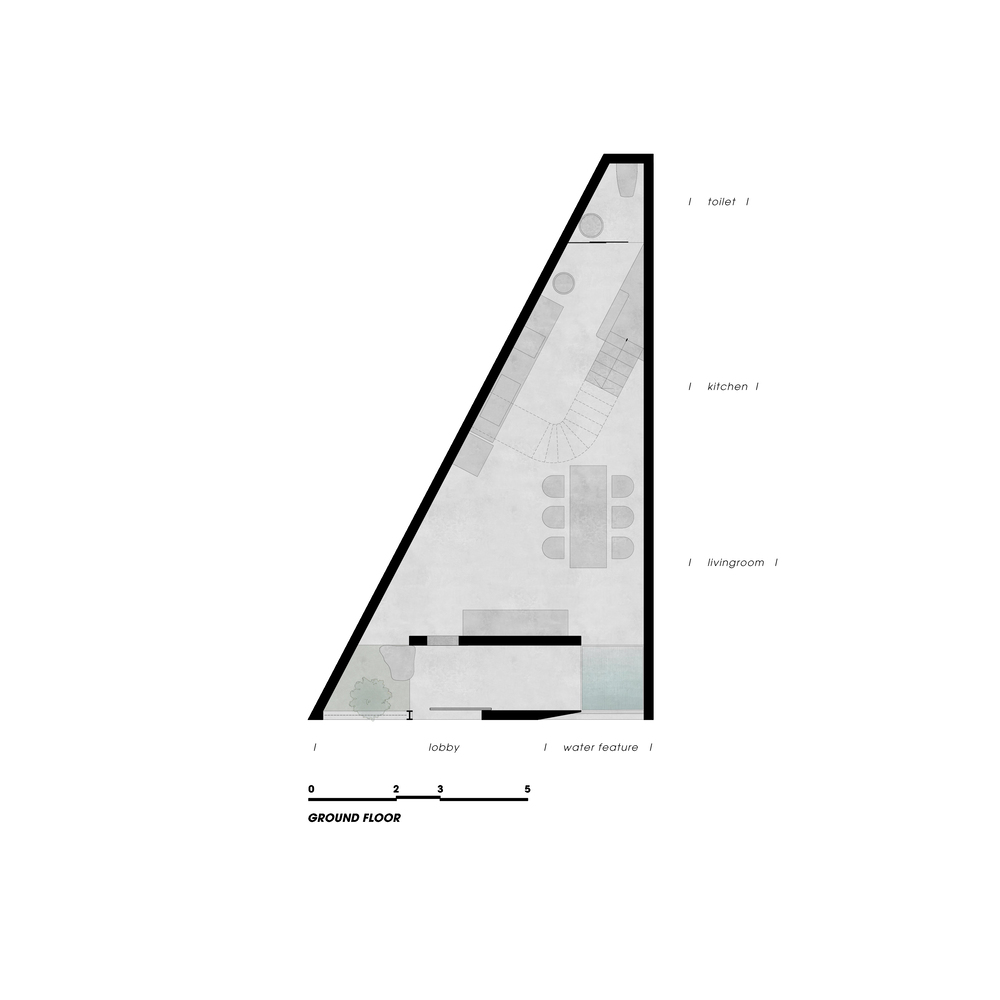 I toilet I
I kitchen I
I livingroom I
I lobby I water feature I
0 2 3 5
GROUND FLOOR